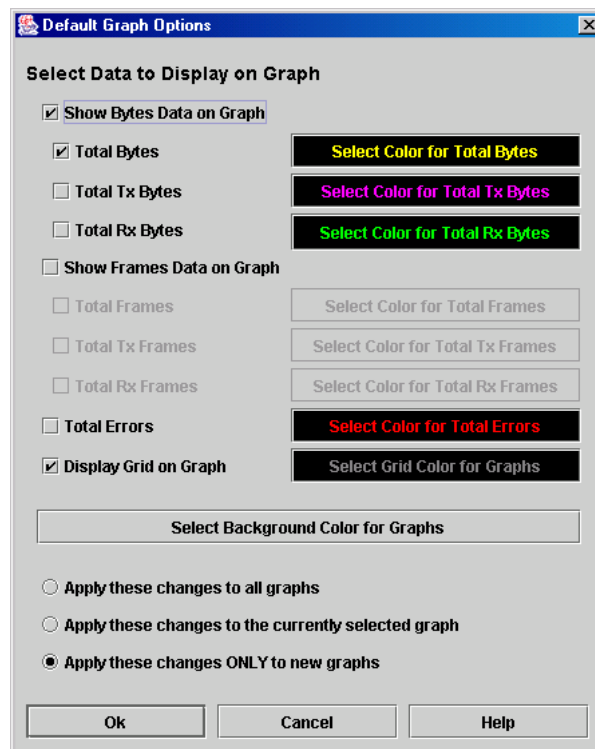 Default Graph Options
Select Data to Display on Graph
Show Bytes Data on Graph
Total Bytes Select Color for Total Bytes
Total Tx Bytes Select Color for Total Tx Bytes
Total Rx Bytes Select Color for Total Rx Bytes
Show Frames Data on Graph
Total Frames Select Color for Total Frames
Total Tx Frames Select Color for Total Tx Frames
Total Rx Frames Select Color for Total Rx Frames
Total Errors Select Color for Total Errors
Display Grid on Graph Select Grid Color for Graphs
Select Background Color for Graphs
Apply these changes to all graphs
Apply these changes to the currently selected graph
Apply these changes ONLY to new graphs
Ok Cancel Help